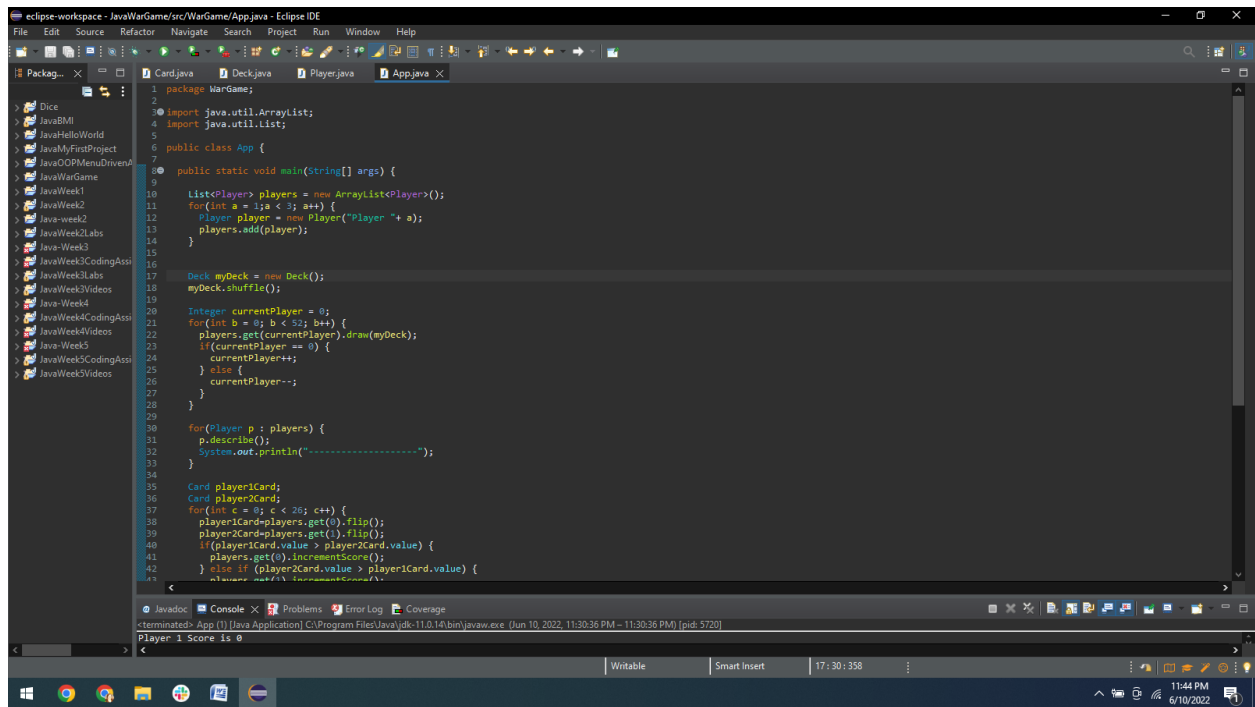 eclipse-workspace - JavaWarGame/src/WarGame/App.java - Eclipse IDE
File Edit Source Refactor Navigate Search Project Run Window Help
Packag...
Card.java Deck.java Player.java App.java
Dice
JavaBMI
JavaHelloWorld
JavaMyFirstProject
JavaOOPMenuDrivenA
JavaWarGame
JavaWeek1
JavaWeek2
Java-week2
JavaWeek2Labs
Java-Week3
JavaWeek3CodingAssi
JavaWeek3Labs
JavaWeek3Videos
Java-Week4
JavaWeek4CodingAssi
JavaWeek4Videos
Java-Week5
JavaWeek5CodingAssi
JavaWeek5Videos
1 package WarGame;
2
3 import java.util.ArrayList;
4 import java.util.List;
5
6 public class App {
7
8 public static void main(String[] args) {
9
10 List<Player> players = new ArrayList<Player>();
11 for(int a = 1;a < 3; a++) {
12 Player player = new Player("Player "+ a);
13 players.add(player);
14 }
15
16
17 Deck myDeck = new Deck();
18 myDeck.shuffle();
19
20 Integer currentPlayer = 0;
21 for(int b = 0; b < 52; b++) {
22 players.get(currentPlayer).draw(myDeck);
23 if(currentPlayer == 0) {
24 currentPlayer++;
25 } else {
26 currentPlayer--;
27 }
28 }
29
30 for(Player p : players) {
31 p.describe();
32 System.out.println("--------------------");
33 }
34
35 Card player1Card;
36 Card player2Card;
37 for(int c = 0; c < 26; c++) {
38 player1Card=players.get(0).flip();
39 player2Card=players.get(1).flip();
40 if(player1Card.value > player2Card.value) {
41 players.get(0).incrementScore();
42 } else if (player2Card.value > player1Card.value) {
43 players.get(1).incrementScore();
Javadoc Console Problems Error Log Coverage
<terminated> App (1) [Java Application] C:\Program Files\Java\jdk-11.0.14\bin\javaw.exe (Jun 10, 2022, 11:30:36 PM – 11:30:36 PM) [pid: 5720]
Player 1 Score is 0
Writable Smart Insert 17 : 30 : 358
11:44 PM
6/10/2022